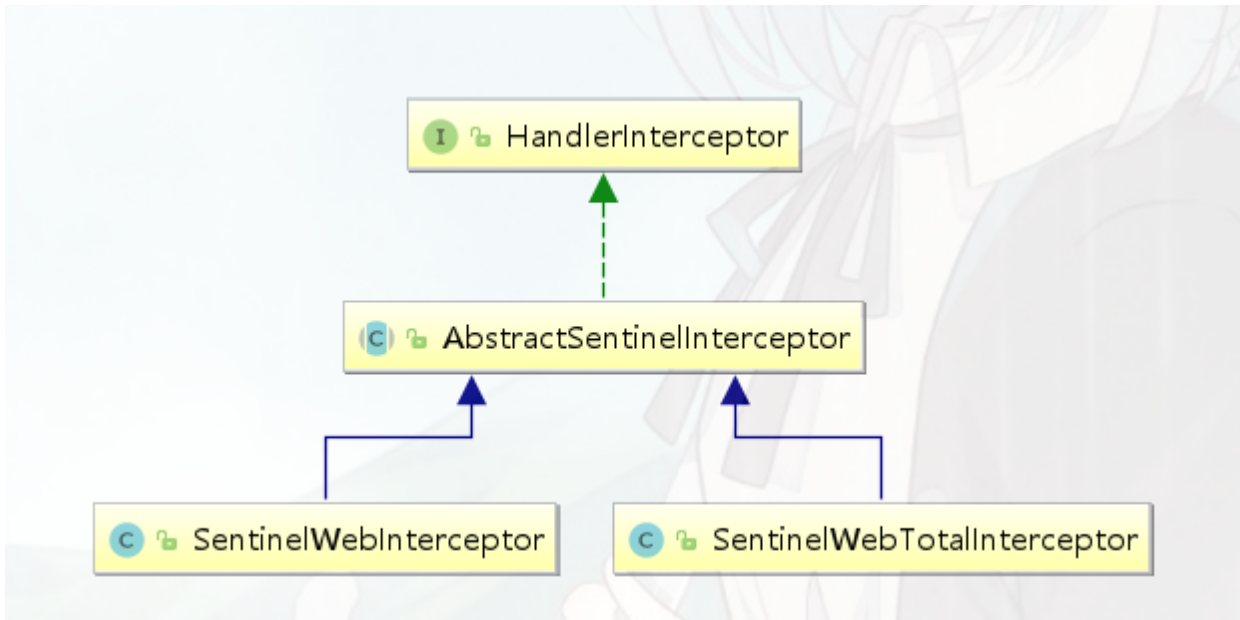 I HandlerInterceptor
C AbstractSentinelInterceptor
C SentinelWebInterceptor
C SentinelWebTotalInterceptor